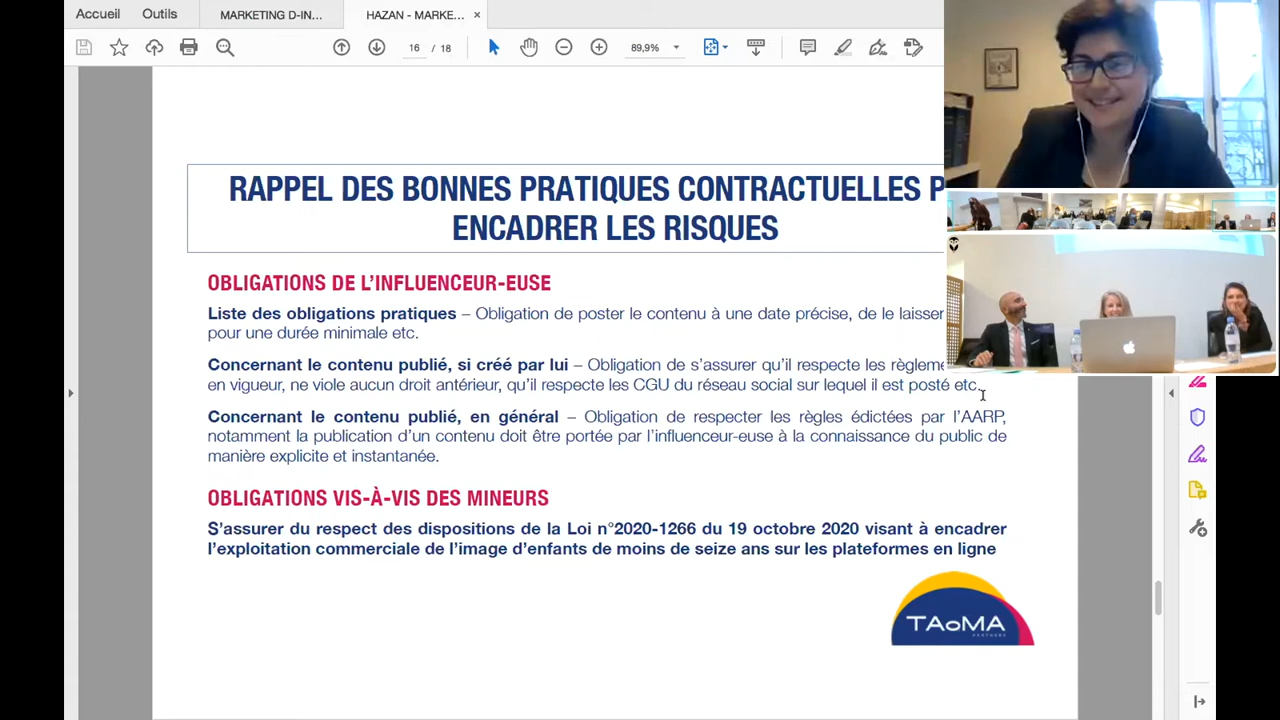 Accueil
Outils
MARKETING D-IN...
HAZAN - MARKE...
×
16 / 18
89,9%
RAPPEL DES BONNES PRATIQUES CONTRACTUELLES P
ENCADRER LES RISQUES
OBLIGATIONS DE L’INFLUENCEUR-EUSE
Liste des obligations pratiques – Obligation de poster le contenu à une date précise, de le laisser
pour une durée minimale etc.
Concernant le contenu publié, si créé par lui – Obligation de s’assurer qu’il respecte les règleme
en vigueur, ne viole aucun droit antérieur, qu’il respecte les CGU du réseau social sur lequel il est posté etc.
Concernant le contenu publié, en général – Obligation de respecter les règles édictées par l’AARP,
notamment la publication d’un contenu doit être portée par l’influenceur-euse à la connaissance du public de
manière explicite et instantanée.
OBLIGATIONS VIS-À-VIS DES MINEURS
S’assurer du respect des dispositions de la Loi n°2020-1266 du 19 octobre 2020 visant à encadrer
l’exploitation commerciale de l’image d’enfants de moins de seize ans sur les plateformes en ligne
TAoMA
PARTNERS